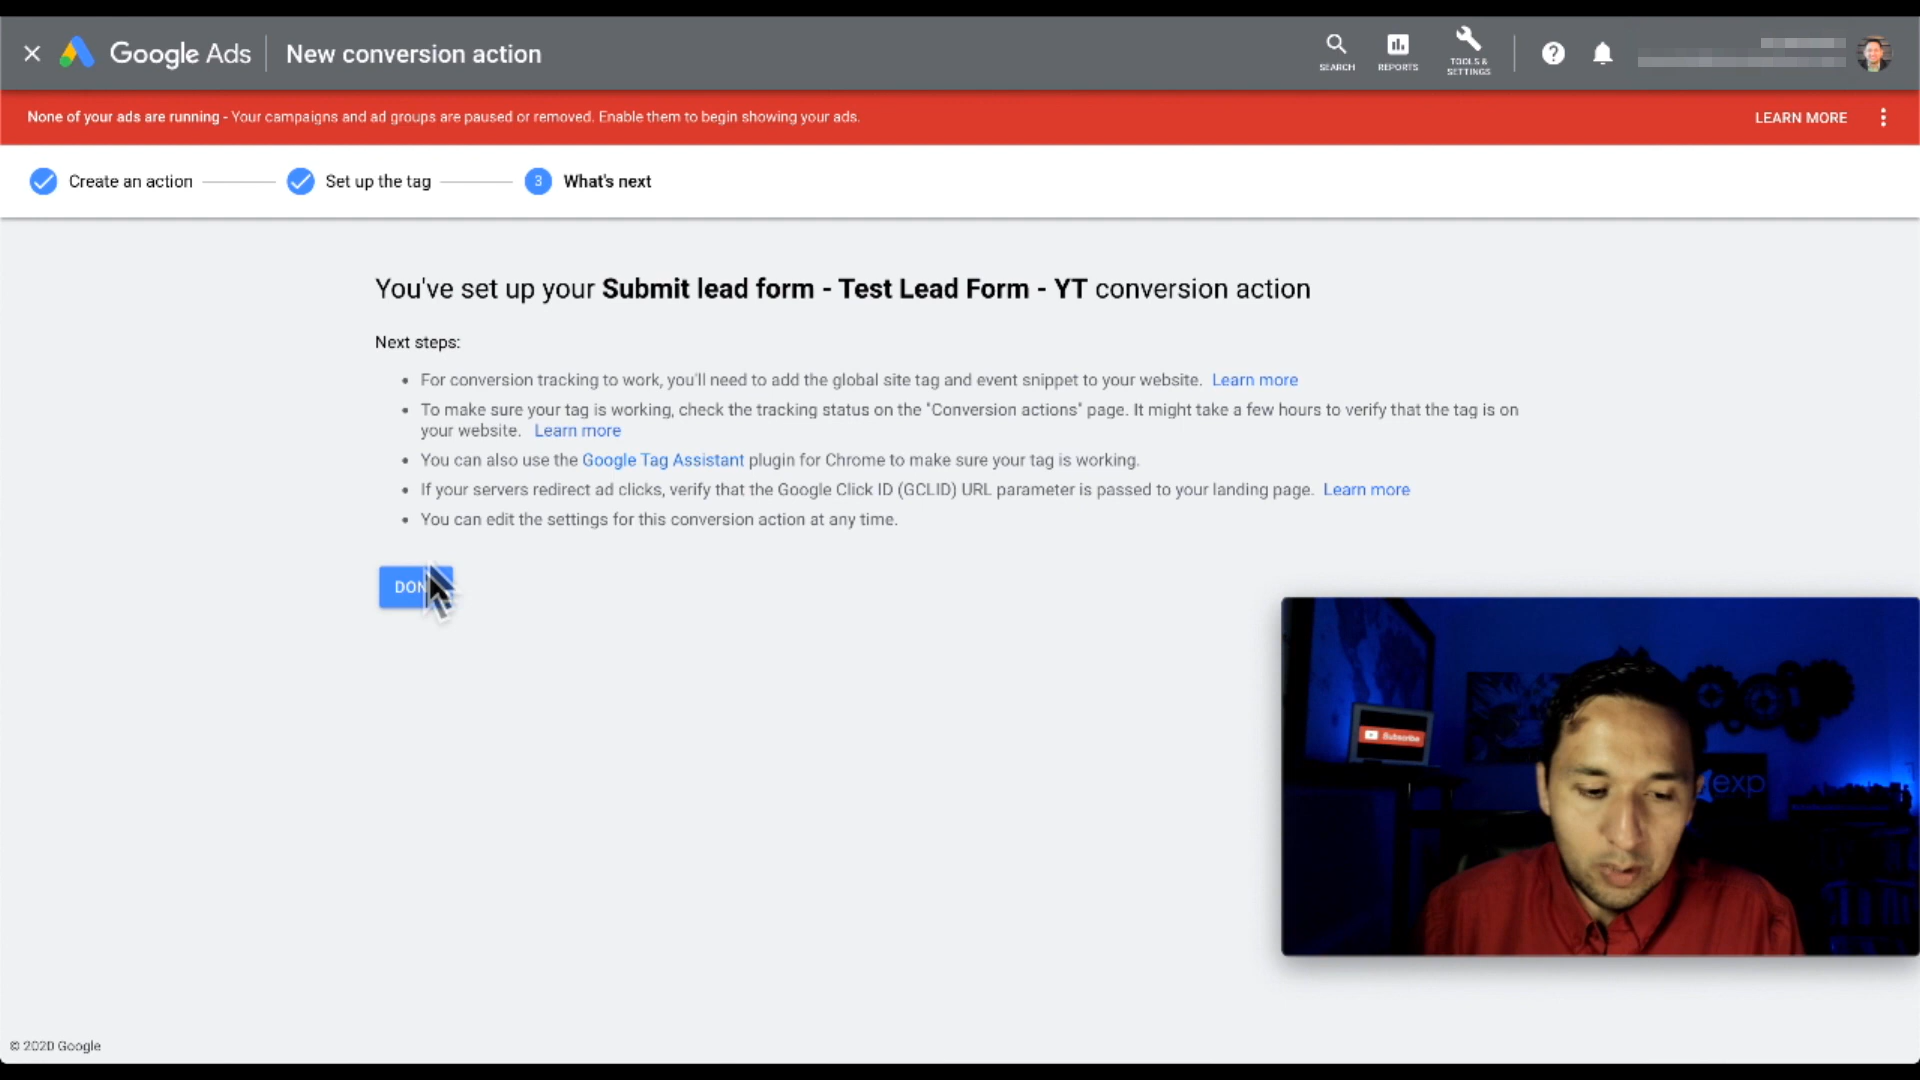 Google Ads
New conversion action
SEARCH
REPORTS
TOOLS &
SETTINGS
None of your ads are running - Your campaigns and ad groups are paused or removed. Enable them to begin showing your ads.
LEARN MORE
Create an action
Set up the tag
3
What's next
You've set up your Submit lead form - Test Lead Form - YT conversion action
Next steps:
For conversion tracking to work, you'll need to add the global site tag and event snippet to your website. Learn more
To make sure your tag is working, check the tracking status on the "Conversion actions" page. It might take a few hours to verify that the tag is on
your website. Learn more
You can also use the Google Tag Assistant plugin for Chrome to make sure your tag is working.
If your servers redirect ad clicks, verify that the Google Click ID (GCLID) URL parameter is passed to your landing page. Learn more
You can edit the settings for this conversion action at any time.
DON
Subscribe
exp
© 2020 Google